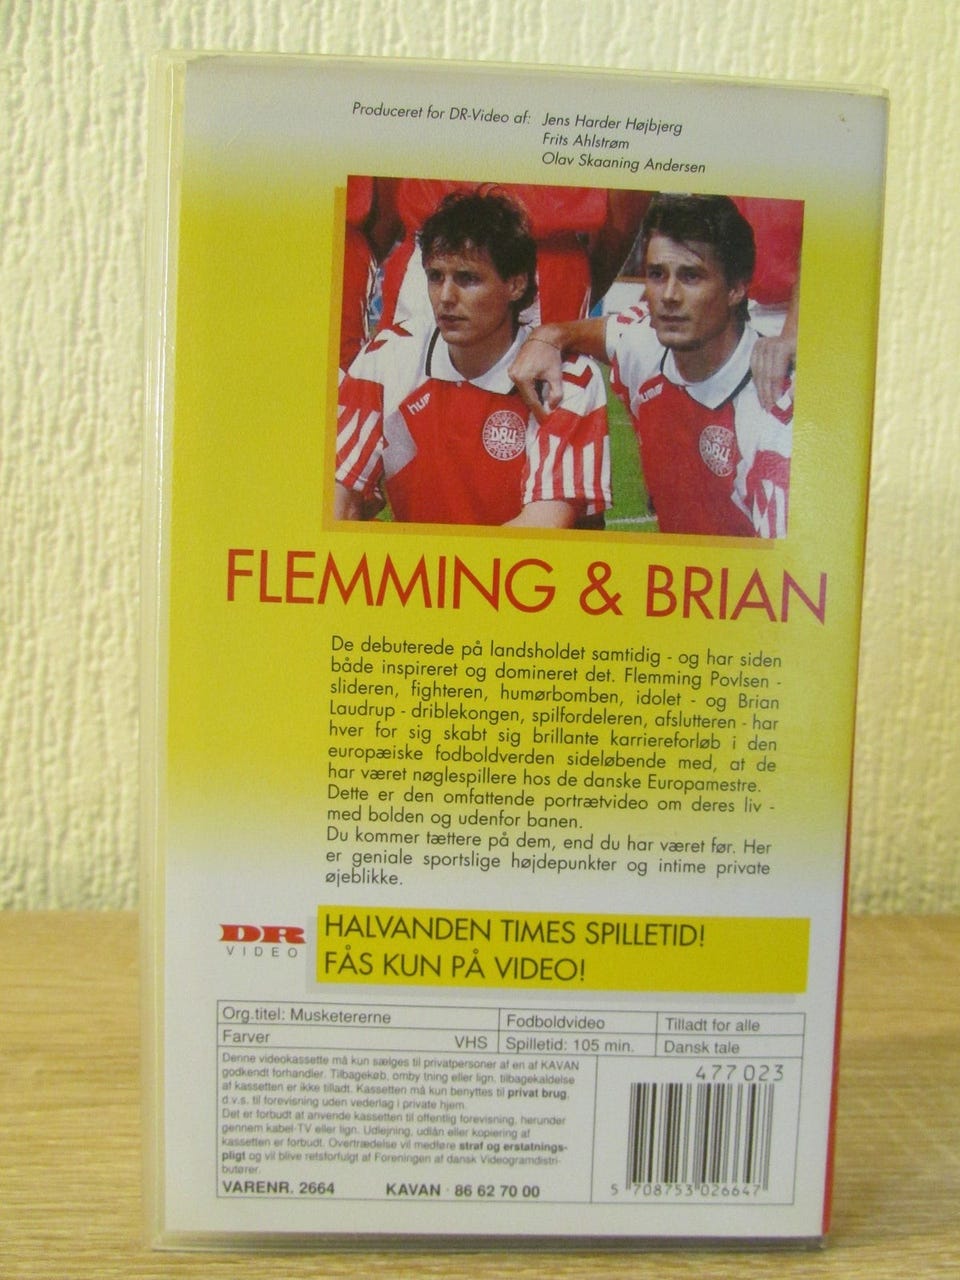 Produceret for DR-Video af: Jens Harder Højbjerg
Frits Ahlstrøm
Olav Skaaning Andersen
hum
DBU
1889
humme
DBU
FLEMMING & BRIAN
De debuterede på landsholdet samtidig - og har siden
både inspireret og domineret det. Flemming Povlsen -
slideren, fighteren, humørbomben, idolet - og Brian
Laudrup - driblekongen, spilfordeleren, afslutteren - har
hver for sig skabt sig brillante karriereforløb i den
europæiske fodboldverden sideløbende med, at de
har været nøglespillere hos de danske Europamestre.
Dette er den omfattende portrætvideo om deres liv -
med bolden og udenfor banen.
Du kommer tættere på dem, end du har været før. Her
er geniale sportslige højdepunkter og intime private
øjeblikke.
DR
VIDEO
HALVANDEN TIMES SPILLETID!
FÅS KUN PÅ VIDEO!
Org.titel: Musketererne
Fodboldvideo
Tilladt for alle
Farver VHS
Spilletid: 105 min.
Dansk tale
Denne videokassette må kun sælges til privatpersoner af en af KAVAN
godkendt forhandler. Tilbagekøb, omby tning eller lign. tilbagekaldelse
af kassetten er ikke tilladt. Kassetten må kun benyttes til privat brug,
d.v.s. til forevisning uden vederlag i private hjem.
Det er forbudt at anvende kassetten til offentlig forevisning, herunder
gennem kabel-TV eller lign. Udlejning, udlån eller kopiering af
kassetten er forbudt. Overtrædelse vil medføre straf og erstatnings-
pligt og vil blive retsforfulgt af Foreningen af dansk Videogramdistri-
butører.
VARENR. 2664 KAVAN · 86 62 70 00
477023
5 708753 026647